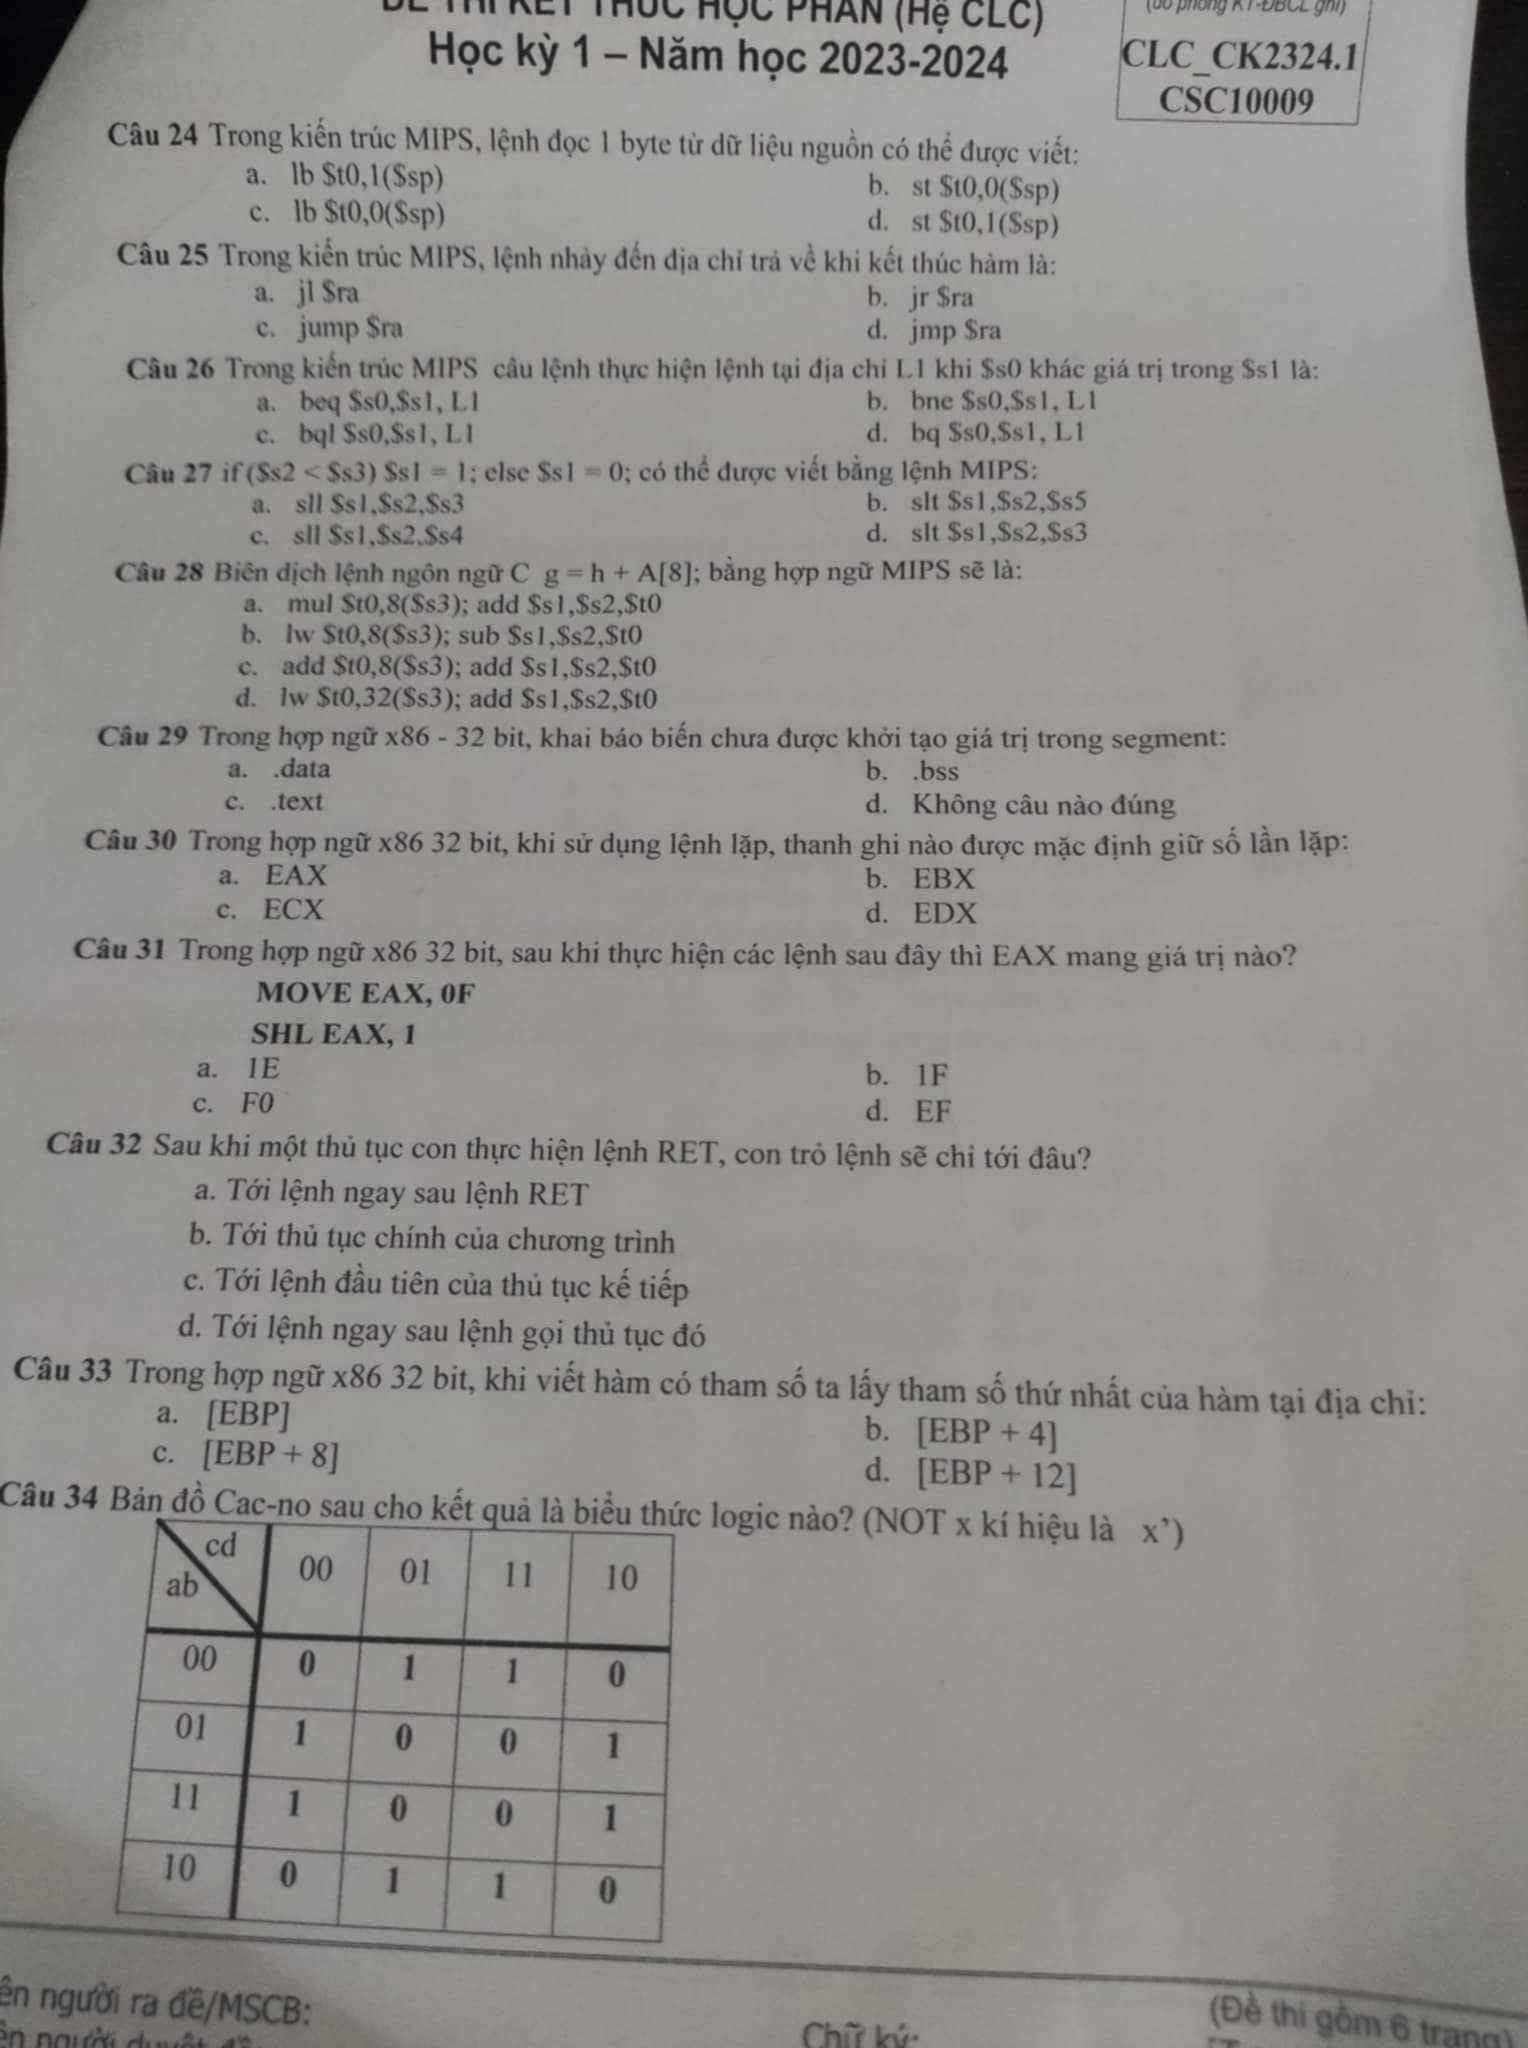 ĐỀ THI KẾT THÚC HỌC PHẦN (Hệ CLC)
Học kỳ 1 – Năm học 2023-2024
(do phòng KT-ĐBCL ghi)
CLC_CK2324.1
CSC10009
Câu 24 Trong kiến trúc MIPS, lệnh đọc 1 byte từ dữ liệu nguồn có thể được viết:
a. lb $t0,1($sp)
b. st $t0,0($sp)
c. lb $t0,0($sp)
d. st $t0,1($sp)
Câu 25 Trong kiến trúc MIPS, lệnh nhảy đến địa chỉ trả về khi kết thúc hàm là:
a. jl $ra
b. jr $ra
c. jump $ra
d. jmp $ra
Câu 26 Trong kiến trúc MIPS câu lệnh thực hiện lệnh tại địa chỉ L1 khi $s0 khác giá trị trong $s1 là:
a. beq $s0,$s1, L1
b. bne $s0,$s1, L1
c. bql $s0,$s1, L1
d. bq $s0,$s1, L1
Câu 27 if ($s2 < $s3) $s1 = 1; else $s1 = 0; có thể được viết bằng lệnh MIPS:
a. sll $s1,$s2,$s3
b. slt $s1,$s2,$s5
c. sll $s1,$s2,$s4
d. slt $s1,$s2,$s3
Câu 28 Biên dịch lệnh ngôn ngữ C g = h + A[8]; bằng hợp ngữ MIPS sẽ là:
a. mul $t0,8($s3); add $s1,$s2,$t0
b. lw $t0,8($s3); sub $s1,$s2,$t0
c. add $t0,8($s3); add $s1,$s2,$t0
d. lw $t0,32($s3); add $s1,$s2,$t0
Câu 29 Trong hợp ngữ x86 - 32 bit, khai báo biến chưa được khởi tạo giá trị trong segment:
a. .data
b. .bss
c. .text
d. Không câu nào đúng
Câu 30 Trong hợp ngữ x86 32 bit, khi sử dụng lệnh lặp, thanh ghi nào được mặc định giữ số lần lặp:
a. EAX
b. EBX
c. ECX
d. EDX
Câu 31 Trong hợp ngữ x86 32 bit, sau khi thực hiện các lệnh sau đây thì EAX mang giá trị nào?
MOVE EAX, 0F
SHL EAX, 1
a. 1E
b. 1F
c. F0
d. EF
Câu 32 Sau khi một thủ tục con thực hiện lệnh RET, con trỏ lệnh sẽ chỉ tới đâu?
a. Tới lệnh ngay sau lệnh RET
b. Tới thủ tục chính của chương trình
c. Tới lệnh đầu tiên của thủ tục kế tiếp
d. Tới lệnh ngay sau lệnh gọi thủ tục đó
Câu 33 Trong hợp ngữ x86 32 bit, khi viết hàm có tham số ta lấy tham số thứ nhất của hàm tại địa chỉ:
a. [EBP]
b. [EBP + 4]
c. [EBP + 8]
d. [EBP + 12]
Câu 34 Bản đồ Cac-no sau cho kết quả là biểu thức logic nào? (NOT x kí hiệu là x’)
cd
ab
00 01 11 10
00 0 1 1 0
01 1 0 0 1
11 1 0 0 1
10 0 1 1 0
ên người ra đề/MSCB:
(Đề thi gồm 6 trang)
Chữ ký: